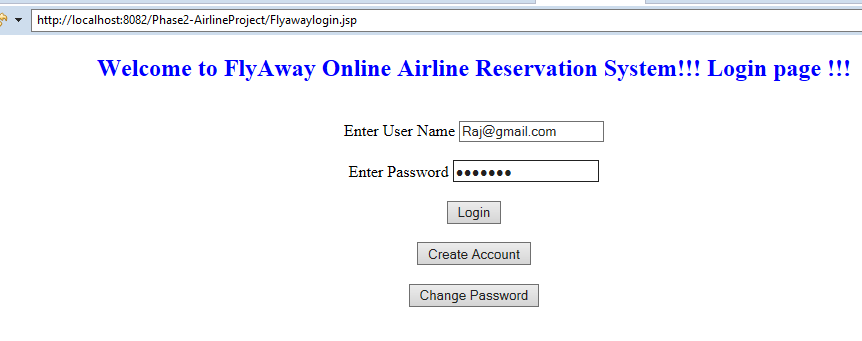 http://localhost:8082/Phase2-AirlineProject/Flyawaylogin.jsp
Welcome to FlyAway Online Airline Reservation System!!! Login page !!!
Enter User Name Raj@gmail.com
Enter Password •••••••
Login
Create Account
Change Password